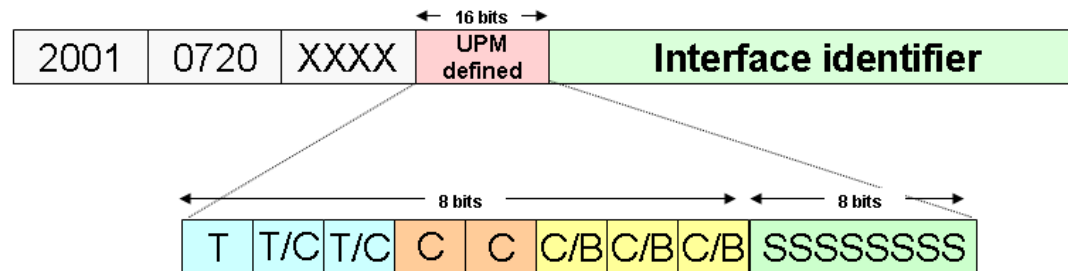 16 bits
2001 0720 XXXX UPM defined Interface identifier
8 bits 8 bits
T T/C T/C C C C/B C/B C/B SSSSSSSS